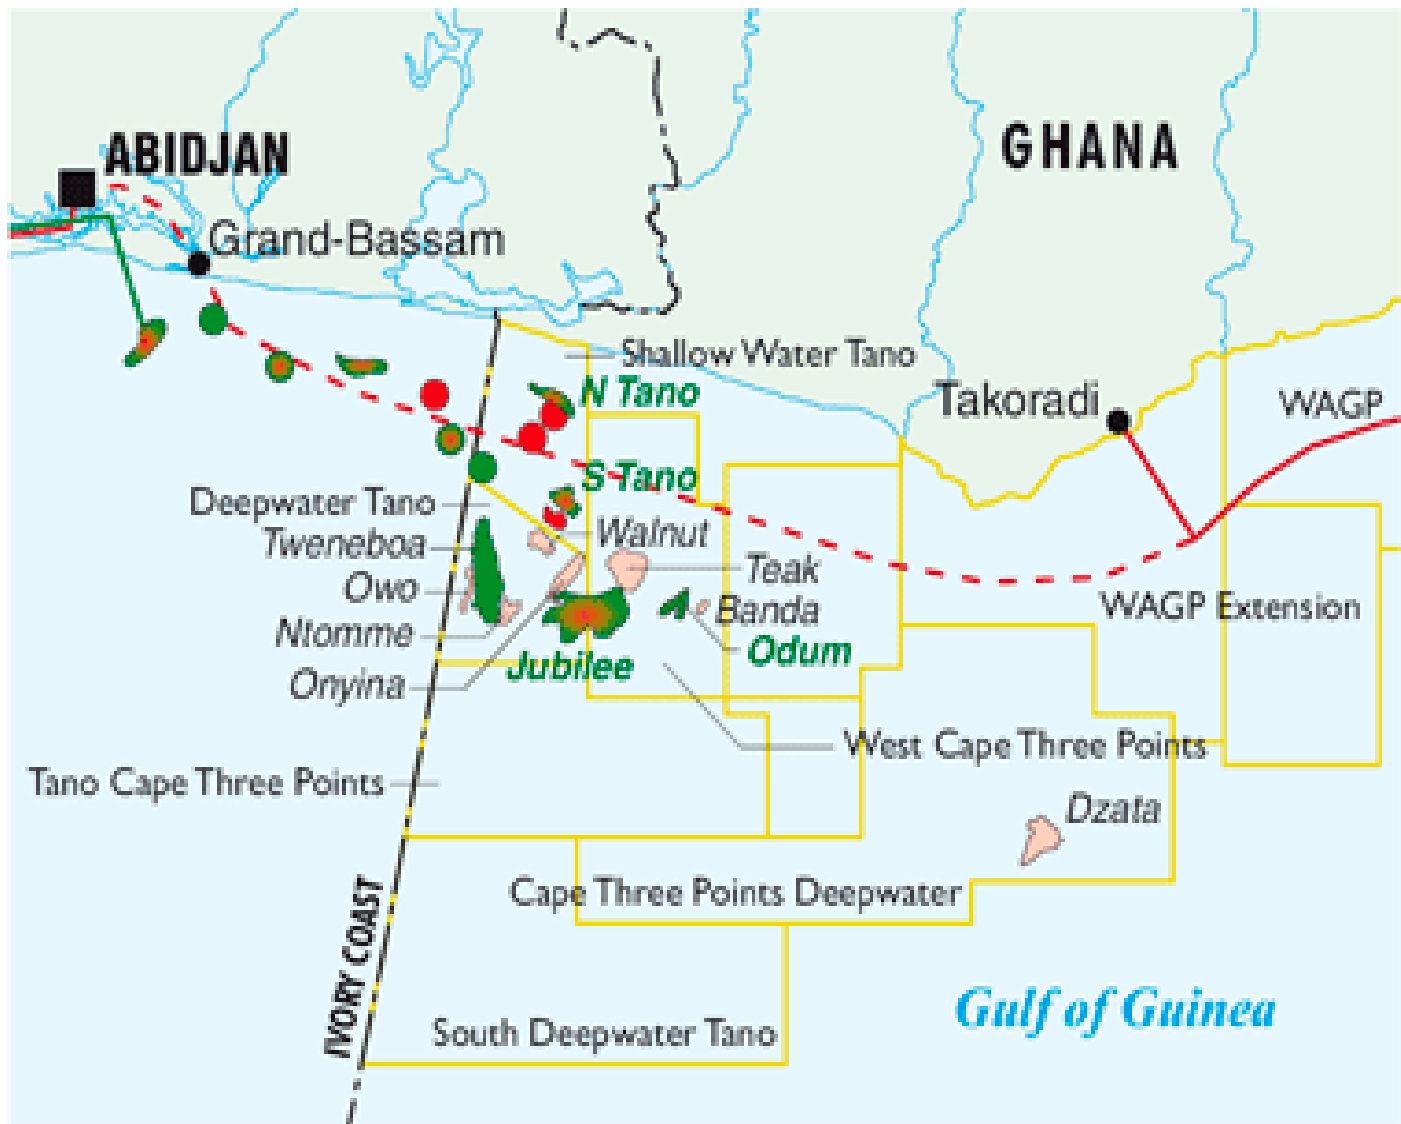 ABIDJAN
GHANA
Grand-Bassam
Shallow Water Tano
N Tano
Takoradi
WAGP
S Tano
Deepwater Tano
Walnut
Tweneboa
Teak
Owo
Banda
WAGP Extension
Ntomme
Odum
Jubilee
Onyina
West Cape Three Points
Tano Cape Three Points
Dzata
Cape Three Points Deepwater
IVORY COAST
Gulf of Guinea
South Deepwater Tano